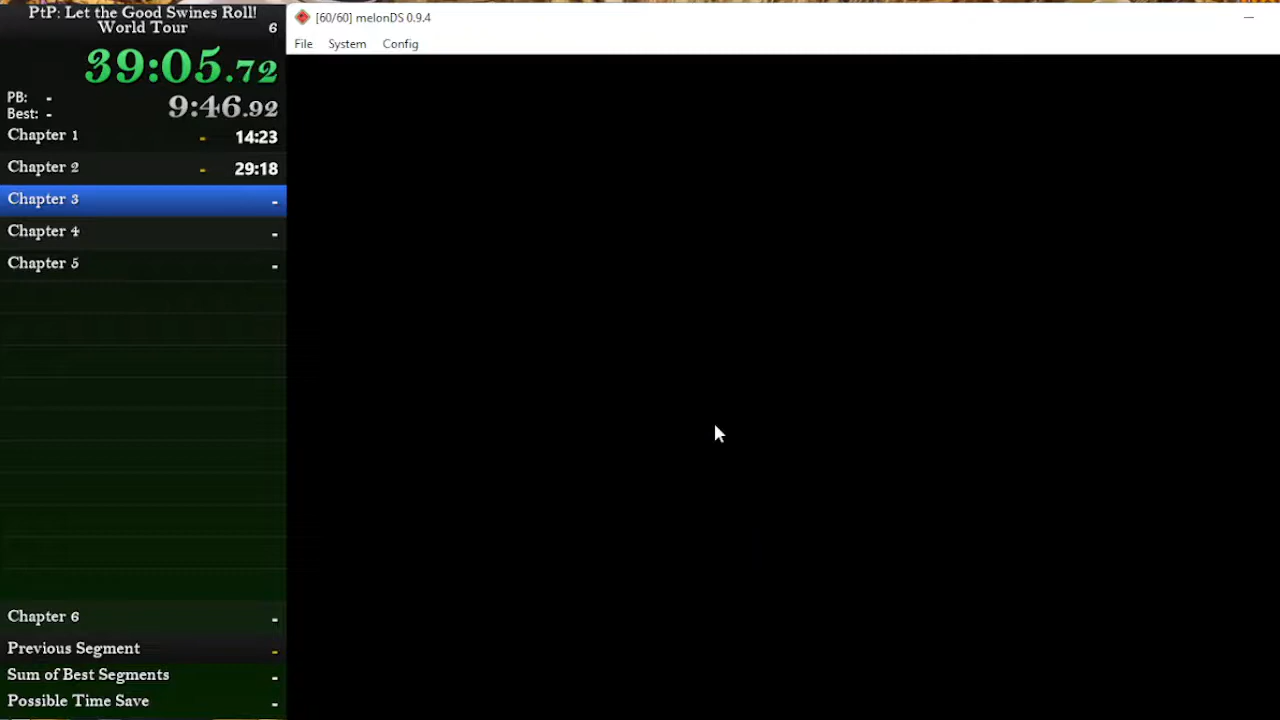 PtP: Let the Good Swines Roll!
World Tour 6
39:05.72
PB: -
9:46.92
Best: -
Chapter 1 - 14:23
Chapter 2 - 29:18
Chapter 3 -
Chapter 4 -
Chapter 5 -
Chapter 6 -
Previous Segment -
Sum of Best Segments -
Possible Time Save -
[60/60] melonDS 0.9.4
File System Config